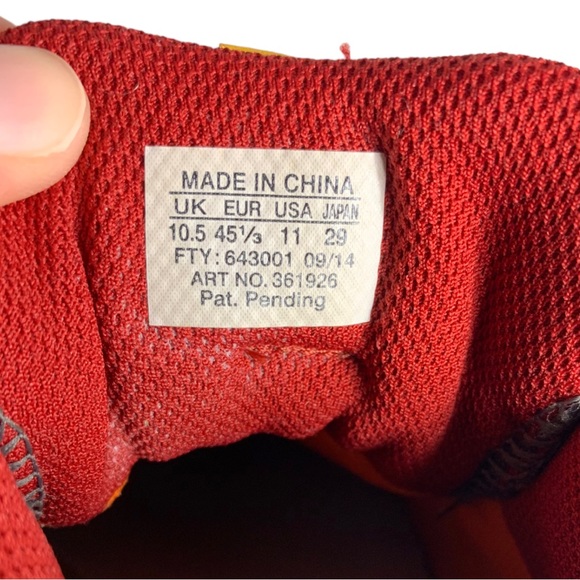 MADE IN CHINA
UK EUR USA JAPAN
10.5 45⅓ 11 29
FTY: 643001 09/14
ART NO. 361926
Pat. Pending